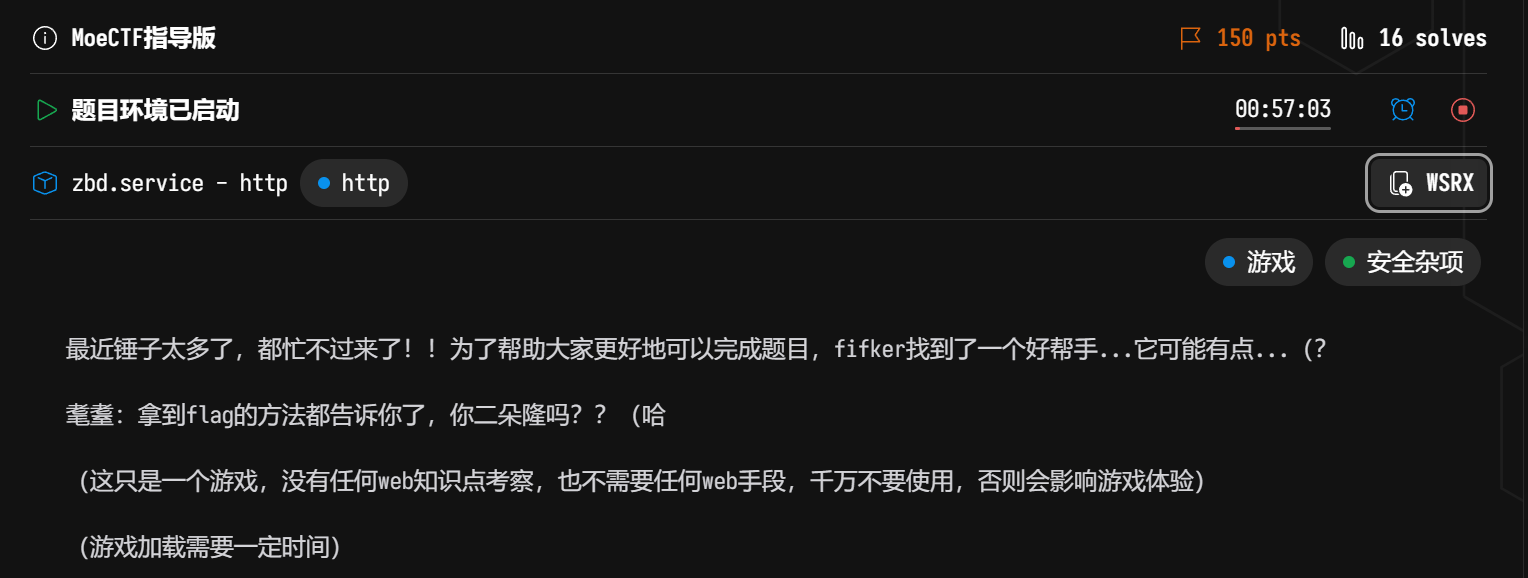 MoeCTF指导版 150 pts 16 solves
题目环境已启动 00:57:03
zbd.service - http http WSRX
游戏 安全杂项
最近锤子太多了，都忙不过来了！！为了帮助大家更好地可以完成题目，fifker找到了一个好帮手...它可能有点...（?
耄耋：拿到flag的方法都告诉你了，你二朵隆吗？？（哈
（这只是一个游戏，没有任何web知识点考察，也不需要任何web手段，千万不要使用，否则会影响游戏体验）
（游戏加载需要一定时间）